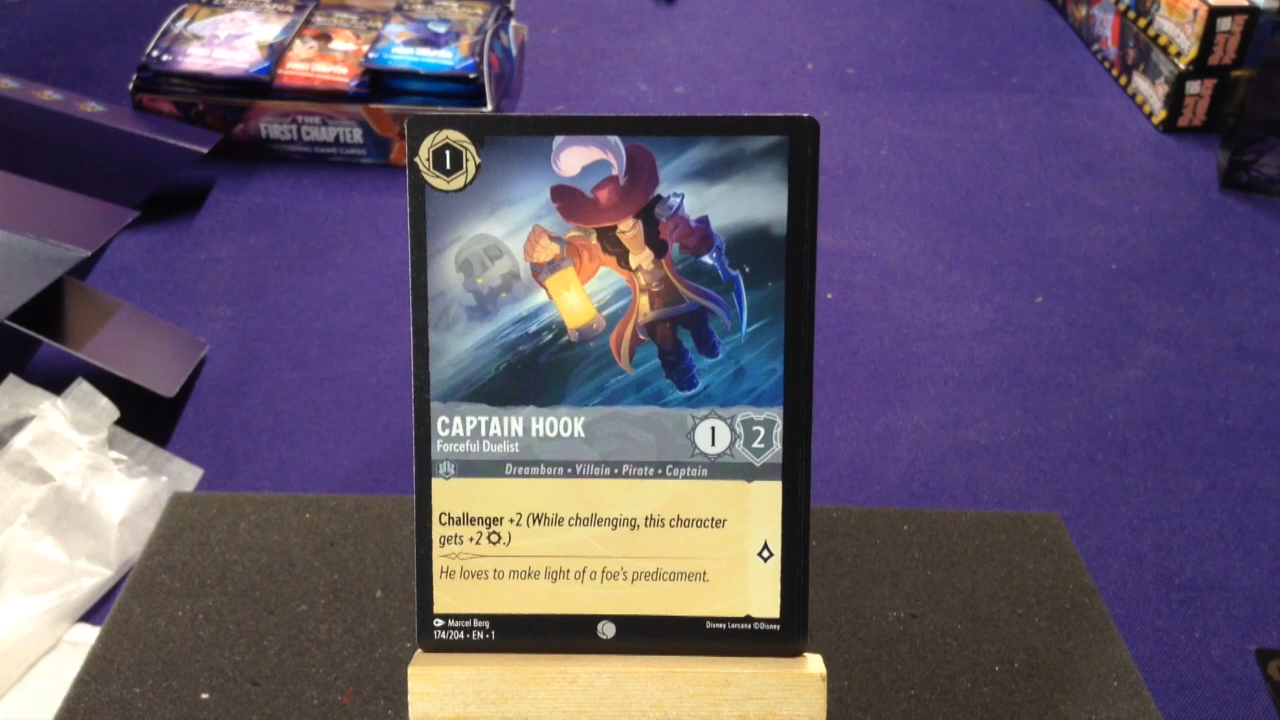 THE
FIRST CHAPTER
1
CAPTAIN HOOK
Forceful Duelist
1
2
Dreamborn • Villain • Pirate • Captain
Challenger +2 (While challenging, this character
gets +2 .)
He loves to make light of a foe's predicament.
Marcel Berg
174/204 • EN • 1
Disney Lorcana ©Disney